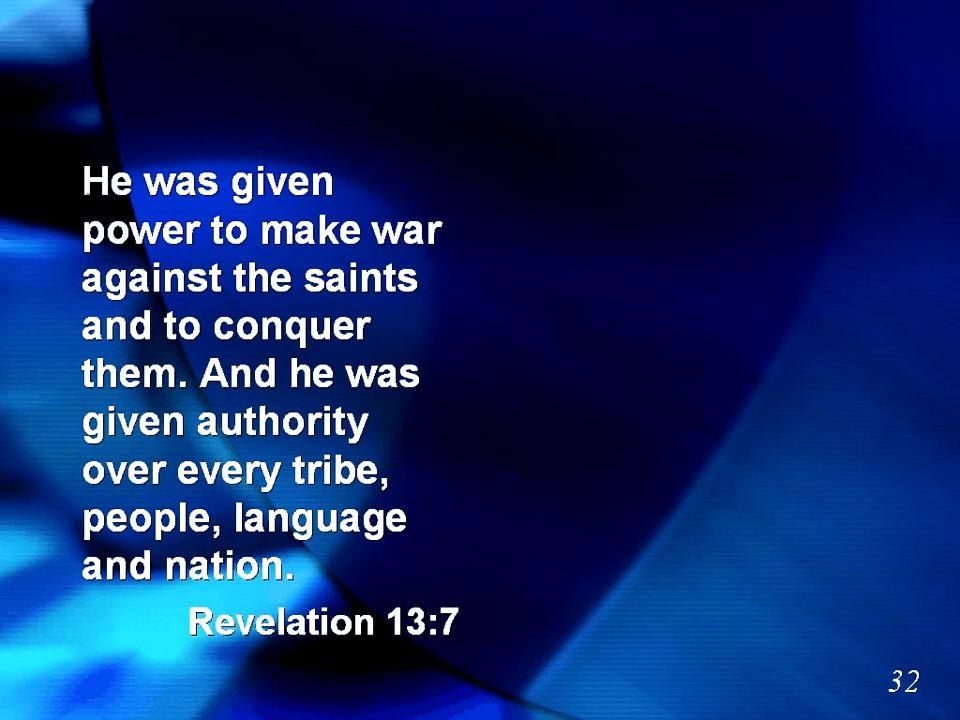 He was given
power to make war
against the saints
and to conquer
them. And he was
given authority
over every tribe,
people, language
and nation.
Revelation 13:7
32